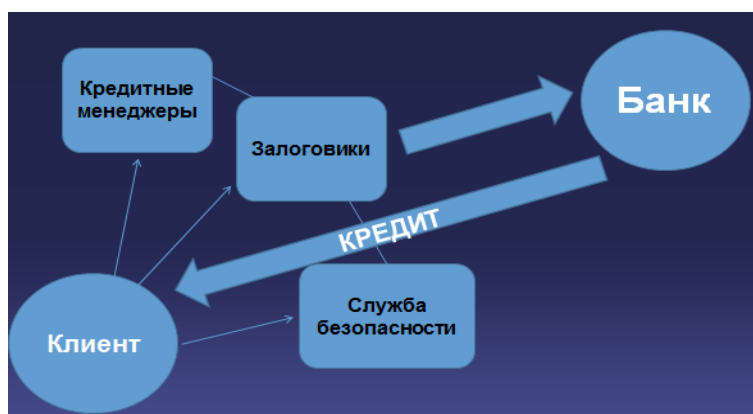 Кредитные
менеджеры
Залоговики
Банк
КРЕДИТ
Служба
безопасности
Клиент